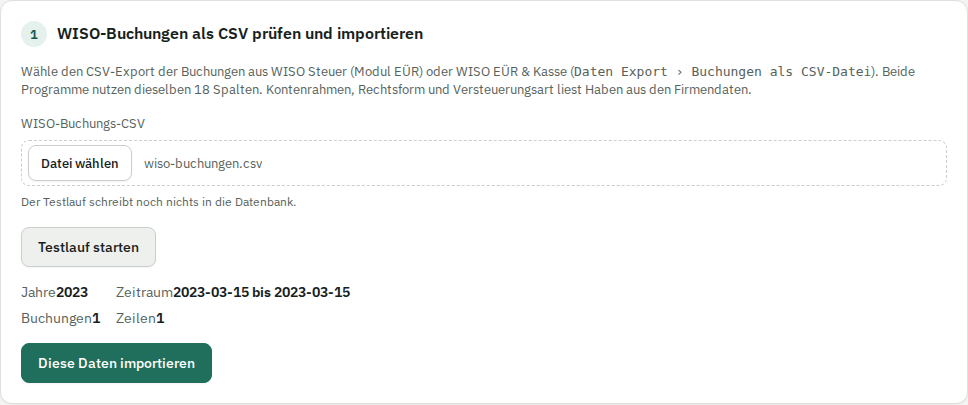 1 WISO-Buchungen als CSV prüfen und importieren
Wähle den CSV-Export der Buchungen aus WISO Steuer (Modul EÜR) oder WISO EÜR & Kasse (Daten Export › Buchungen als CSV-Datei). Beide
Programme nutzen dieselben 18 Spalten. Kontenrahmen, Rechtsform und Versteuerungsart liest Haben aus den Firmendaten.
WISO-Buchungs-CSV
Datei wählen wiso-buchungen.csv
Der Testlauf schreibt noch nichts in die Datenbank.
Testlauf starten
Jahre2023 Zeitraum2023-03-15 bis 2023-03-15
Buchungen1 Zeilen1
Diese Daten importieren